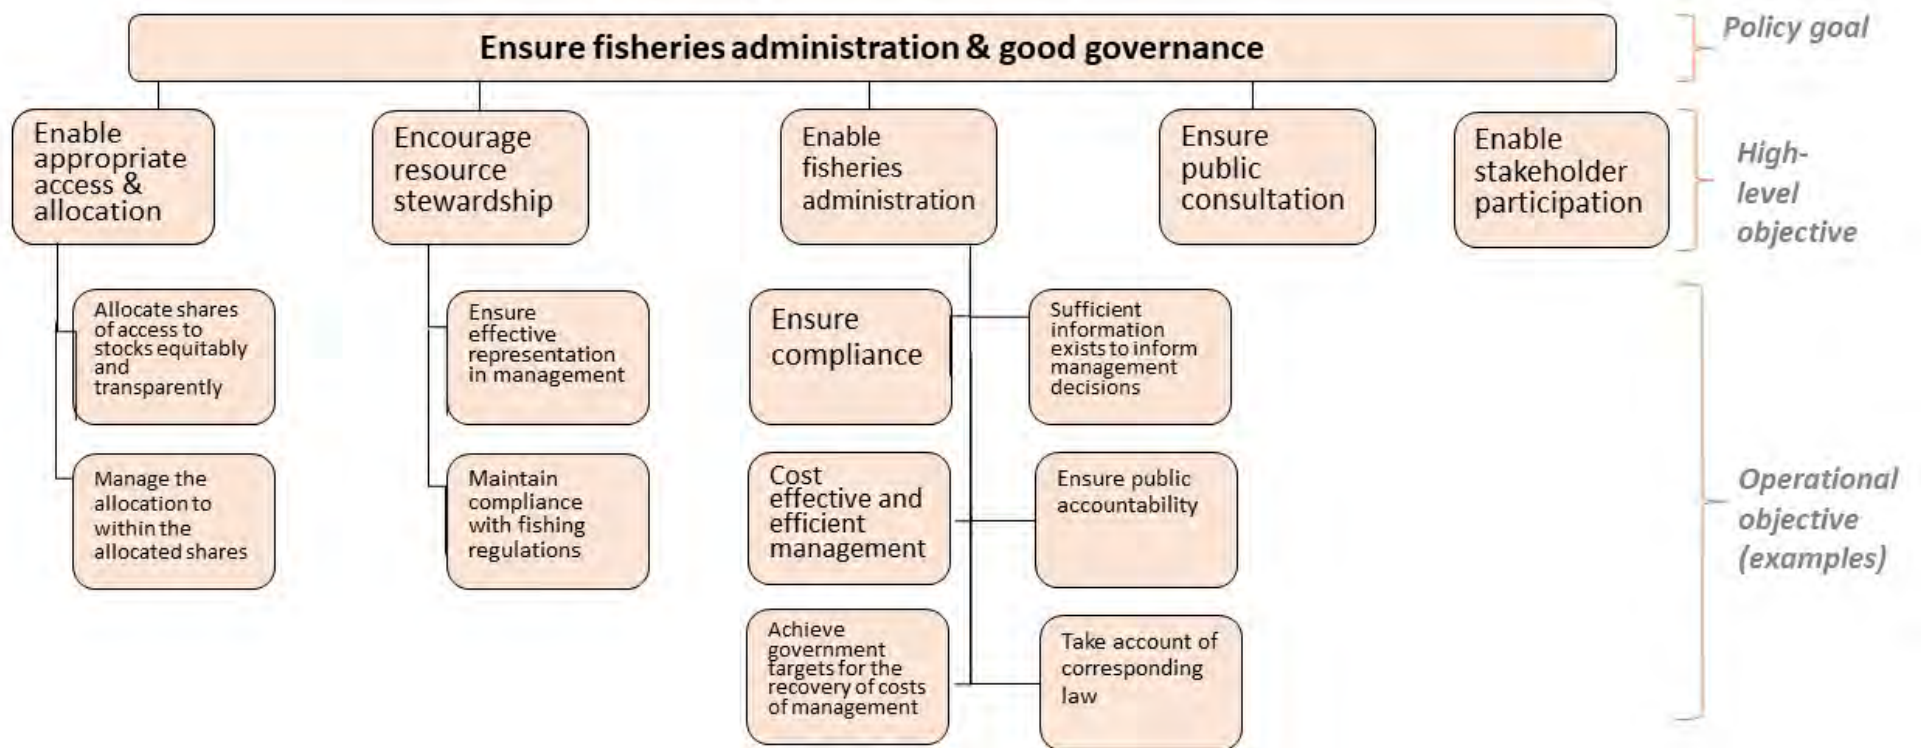 Ensure fisheries administration & good governance
Policy goal
Enable
appropriate
access &
allocation
Encourage
resource
stewardship
Enable
fisheries
administration
Ensure
public
consultation
Enable
stakeholder
participation
High-
level
objective
Allocate shares
of access to
stocks equitably
and
transparently
Ensure
effective
representation
in management
Ensure
compliance
Sufficient
information
exists to inform
management
decisions
Manage the
allocation to
within the
allocated shares
Maintain
compliance
with fishing
regulations
Cost
effective and
efficient
management
Ensure public
accountability
Operational
objective
(examples)
Achieve
government
targets for the
recovery of costs
of management
Take account of
corresponding
law